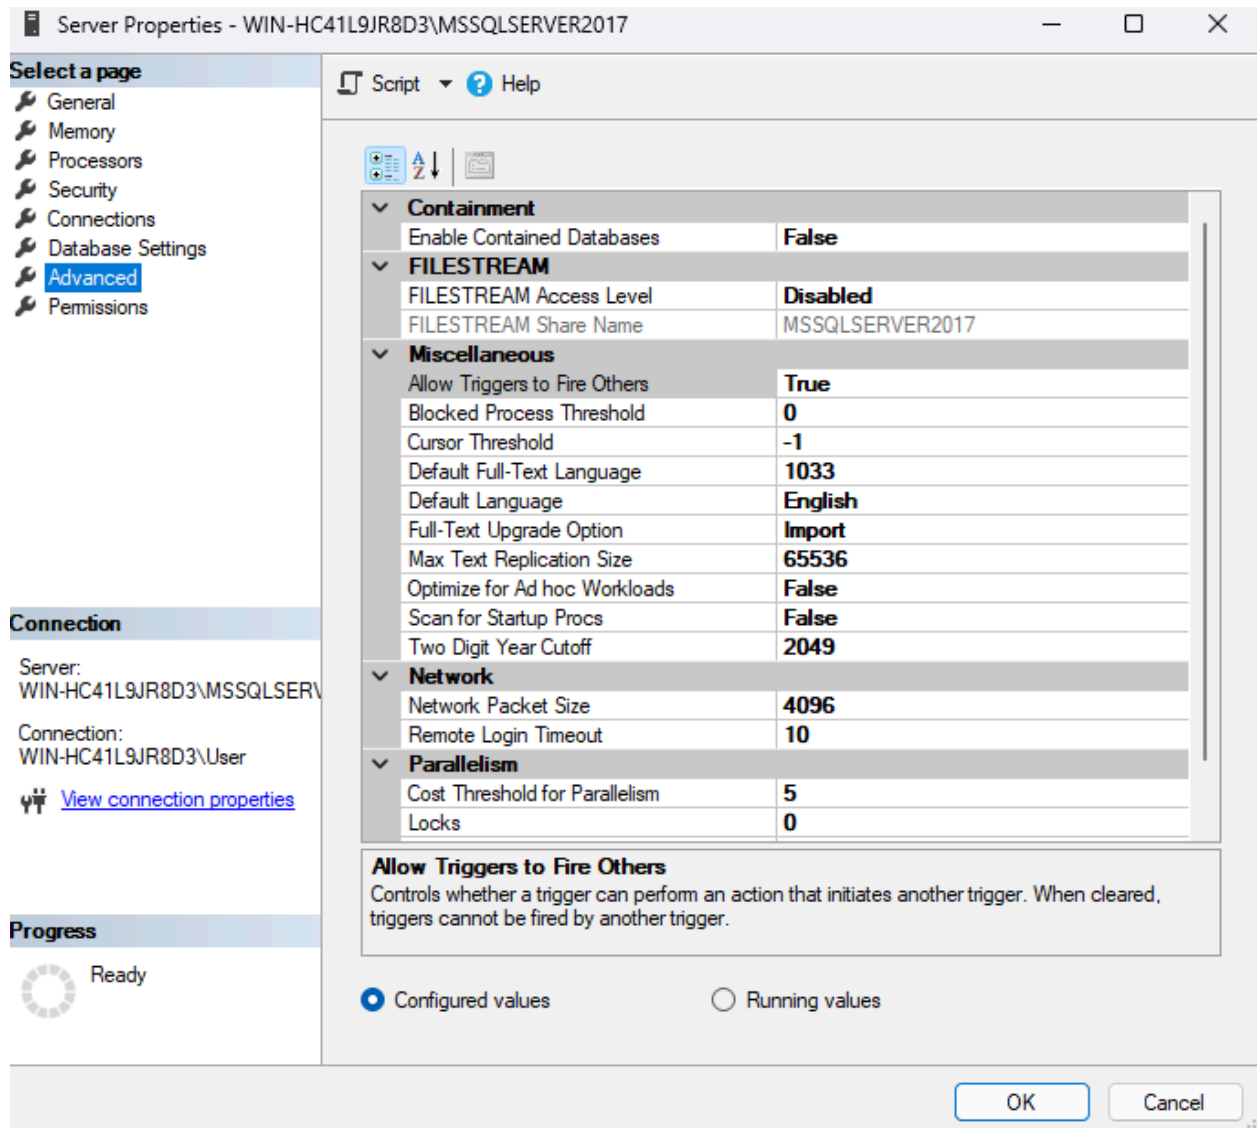 Server Properties - WIN-HC41L9JR8D3\MSSQLSERVER2017
Select a page
General
Memory
Processors
Security
Connections
Database Settings
Advanced
Permissions
Connection
Server:
WIN-HC41L9JR8D3\MSSQLSERV
Connection:
WIN-HC41L9JR8D3\User
View connection properties
Progress
Ready
Script
Help
Containment
Enable Contained Databases False
FILESTREAM
FILESTREAM Access Level Disabled
FILESTREAM Share Name MSSQLSERVER2017
Miscellaneous
Allow Triggers to Fire Others True
Blocked Process Threshold 0
Cursor Threshold -1
Default Full-Text Language 1033
Default Language English
Full-Text Upgrade Option Import
Max Text Replication Size 65536
Optimize for Ad hoc Workloads False
Scan for Startup Procs False
Two Digit Year Cutoff 2049
Network
Network Packet Size 4096
Remote Login Timeout 10
Parallelism
Cost Threshold for Parallelism 5
Locks 0
Allow Triggers to Fire Others
Controls whether a trigger can perform an action that initiates another trigger. When cleared,
triggers cannot be fired by another trigger.
Configured values
Running values
OK
Cancel